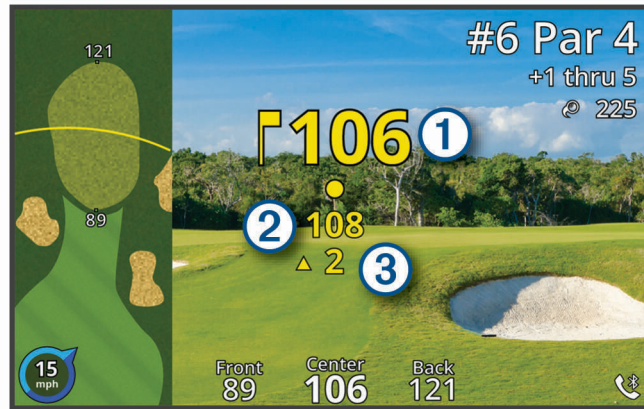 121
89
15
mph
#6 Par 4
+1 thru 5
225
106
1
2
108
▲ 2
3
Front
89
Center
106
Back
121